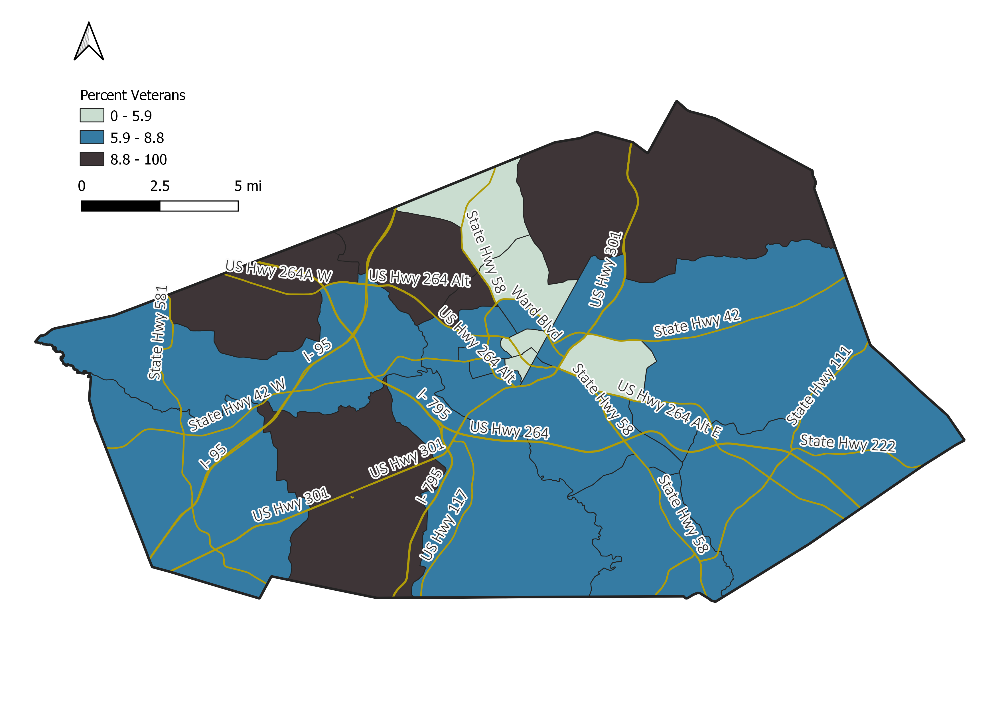 Percent Veterans
0 - 5.9
5.9 - 8.8
8.8 - 100
0 2.5 5 mi
State Hwy 58
US Hwy 301
US Hwy 264A W
US Hwy 264 Alt
State Hwy 581
Ward Blvd
US Hwy 264 Alt
State Hwy 42
I- 95
State Hwy 111
State Hwy 42 W
State Hwy 58
US Hwy 264 Alt E
I- 795
US Hwy 264
State Hwy 222
I- 95
US Hwy 301
I- 795
US Hwy 301
US Hwy 117
State Hwy 58